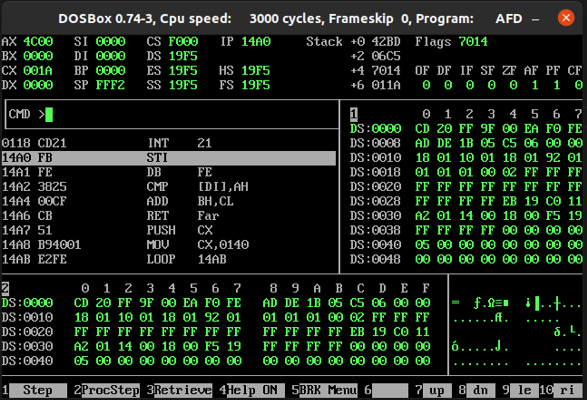 DOSBox 0.74-3, Cpu speed: 3000 cycles, Frameskip 0, Program: AFD
AX 4C00 SI 0000 CS F000 IP 14A0 Stack +0 42BD Flags 7014
BX 0000 DI 0000 DS 19F5 +2 06C5
CX 001A BP 0000 ES 19F5 HS 19F5 +4 7014 OF DF IF SF ZF AF PF CF
DX 0000 SP FFF2 SS 19F5 FS 19F5 +6 011A 0 0 0 0 0 1 1 0
CMD >
1 0 1 2 3 4 5 6 7
DS:0000 CD 20 FF 9F 00 EA F0 FE
0118 CD21 INT 21 DS:0008 AD DE 1B 05 C5 06 00 00
14A0 FB STI DS:0010 18 01 10 01 18 01 92 01
14A1 FE DB FE DS:0018 01 01 01 00 02 FF FF FF
14A2 3825 CMP [DI],AH DS:0020 FF FF FF FF FF FF FF FF
14A4 00CF ADD BH,CL DS:0028 FF FF FF FF EB 19 C0 11
14A6 CB RET Far DS:0030 A2 01 14 00 18 00 F5 19
14A7 51 PUSH CX DS:0038 FF FF FF FF 00 00 00 00
14A8 B94001 MOV CX,0140 DS:0040 05 00 00 00 00 00 00 00
14AB E2FE LOOP 14AB DS:0048 00 00 00 00 00 00 00 00
2 0 1 2 3 4 5 6 7 8 9 A B C D E F
DS:0000 CD 20 FF 9F 00 EA F0 FE AD DE 1B 05 C5 06 00 00
DS:0010 18 01 10 01 18 01 92 01 01 01 01 00 02 FF FF FF
DS:0020 FF FF FF FF FF FF FF FF FF FF FF FF EB 19 C0 11
DS:0030 A2 01 14 00 18 00 F5 19 FF FF FF FF 00 00 00 00
DS:0040 05 00 00 00 00 00 00 00 00 00 00 00 00 00 00 00
1 Step 2ProcStep 3Retrieve 4Help ON 5BRK Menu 6 7 up 8 dn 9 le 10 ri